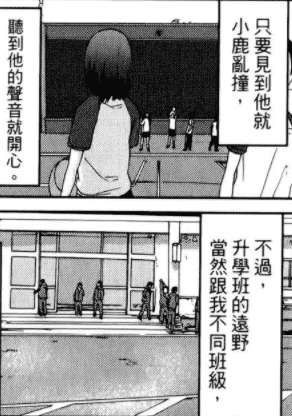 只要見到他就
小鹿亂撞，
聽到他的聲音就開心。
不過，
升學班的遠野
當然跟我不同班級，